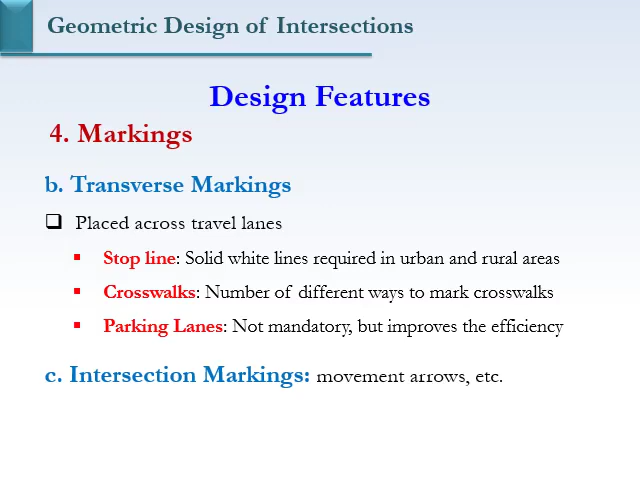 Geometric Design of Intersections
Design Features
4. Markings
b. Transverse Markings
❑ Placed across travel lanes
▪ Stop line: Solid white lines required in urban and rural areas
▪ Crosswalks: Number of different ways to mark crosswalks
▪ Parking Lanes: Not mandatory, but improves the efficiency
c. Intersection Markings: movement arrows, etc.